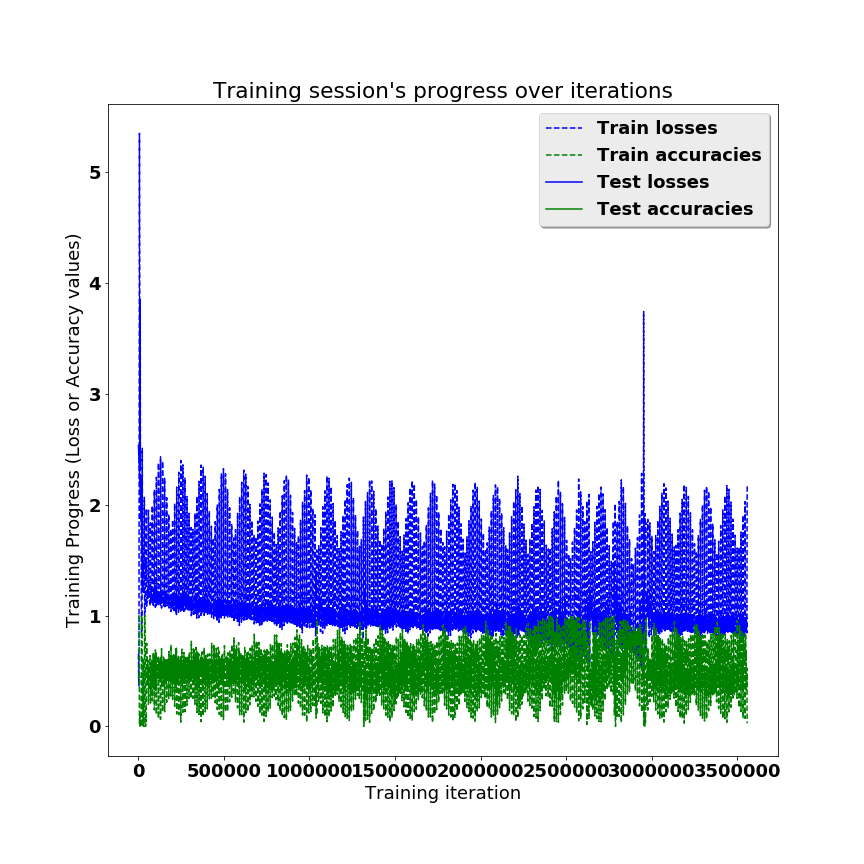 Training session's progress over iterations
Train losses
Train accuracies
Test losses
Test accuracies
Training Progress (Loss or Accuracy values)
5
4
3
2
1
0
0 500000 1000000 1500000 2000000 2500000 3000000 3500000
Training iteration